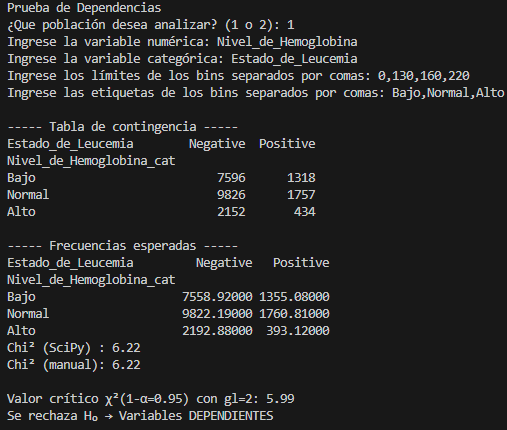 Prueba de Dependencias
¿Que población desea analizar? (1 o 2): 1
Ingrese la variable numérica: Nivel_de_Hemoglobina
Ingrese la variable categórica: Estado_de_Leucemia
Ingrese los límites de los bins separados por comas: 0,130,160,220
Ingrese las etiquetas de los bins separados por comas: Bajo,Normal,Alto
----- Tabla de contingencia -----
Estado_de_Leucemia Negative Positive
Nivel_de_Hemoglobina_cat
Bajo 7596 1318
Normal 9826 1757
Alto 2152 434
----- Frecuencias esperadas -----
Estado_de_Leucemia Negative Positive
Nivel_de_Hemoglobina_cat
Bajo 7558.92000 1355.08000
Normal 9822.19000 1760.81000
Alto 2192.88000 393.12000
Chi² (SciPy) : 6.22
Chi² (manual): 6.22
Valor crítico χ²(1-α=0.95) con gl=2: 5.99
Se rechaza H₀ → Variables DEPENDIENTES